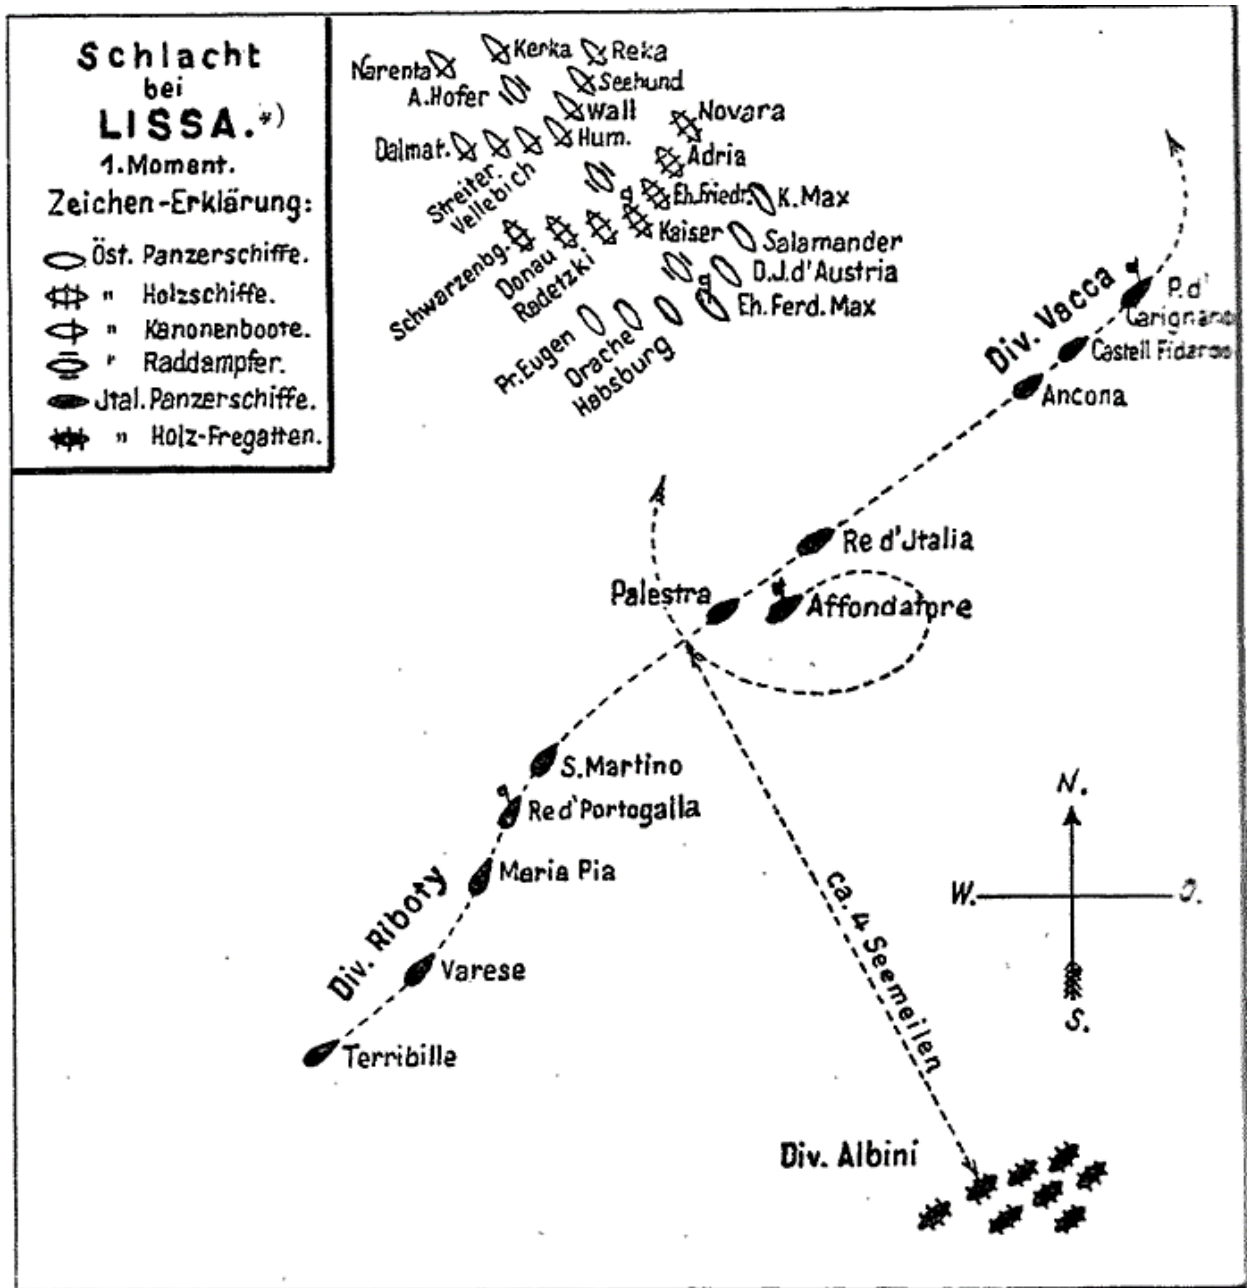 Schlacht
bei
LISSA.*)
1.Moment.
Zeichen-Erklärung:
Öst. Panzerschiffe.
" Holzschiffe.
" Kanonenboote.
" Raddampfer.
Jtal. Panzerschiffe.
" Holz-Fregatten.
Kerka
Reka
Narenta
Seehund
A.Hofer
Wall
Novara
Dalmat.
Hum.
Adria
Streiter.
Vellebich
Eh.Friedr.
K.Max
Schwarzenbg.
Donau
Radetzki
Kaiser
Salamander
D.J.d'Austria
Eh. Ferd. Max
Pr.Eugen
Drache
Habsburg
Div. Vacca
P.d'
Carignano
Castell Fidardo
Ancona
Re d'Jtalia
Palestra
Affondatore
S.Martino
Re d'Portogalla
Maria Pia
Div. Riboty
Varese
Terribille
ca. 4 Seemeilen
N.
W.
O.
S.
Div. Albini